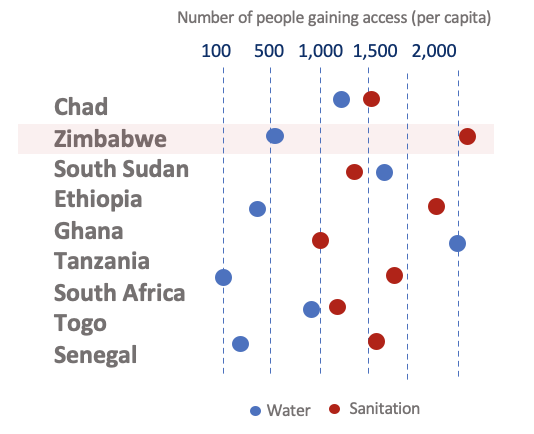 Number of people gaining access (per capita)
100 500 1,000 1,500 2,000
Chad
Zimbabwe
South Sudan
Ethiopia
Ghana
Tanzania
South Africa
Togo
Senegal
Water Sanitation